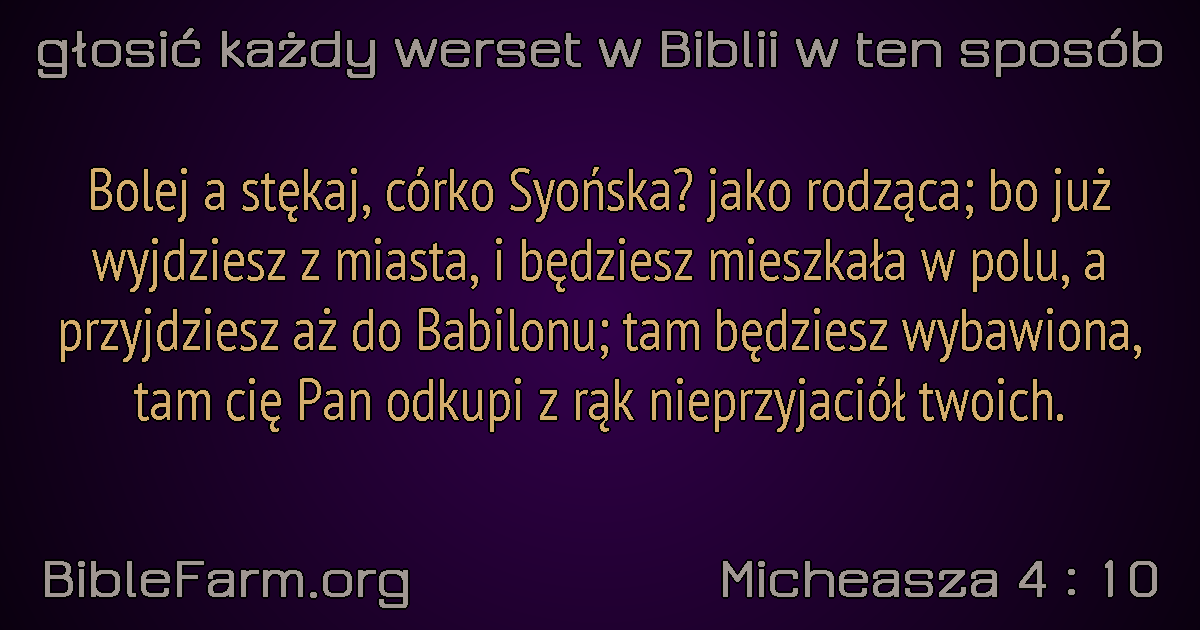 głosić każdy werset w Biblii w ten sposób
Bolej a stękaj, córko Syońska? jako rodząca; bo już
wyjdziesz z miasta, i będziesz mieszkała w polu, a
przyjdziesz aż do Babilonu; tam będziesz wybawiona,
tam cię Pan odkupi z rąk nieprzyjaciół twoich.
BibleFarm.org
Micheasza 4 : 10